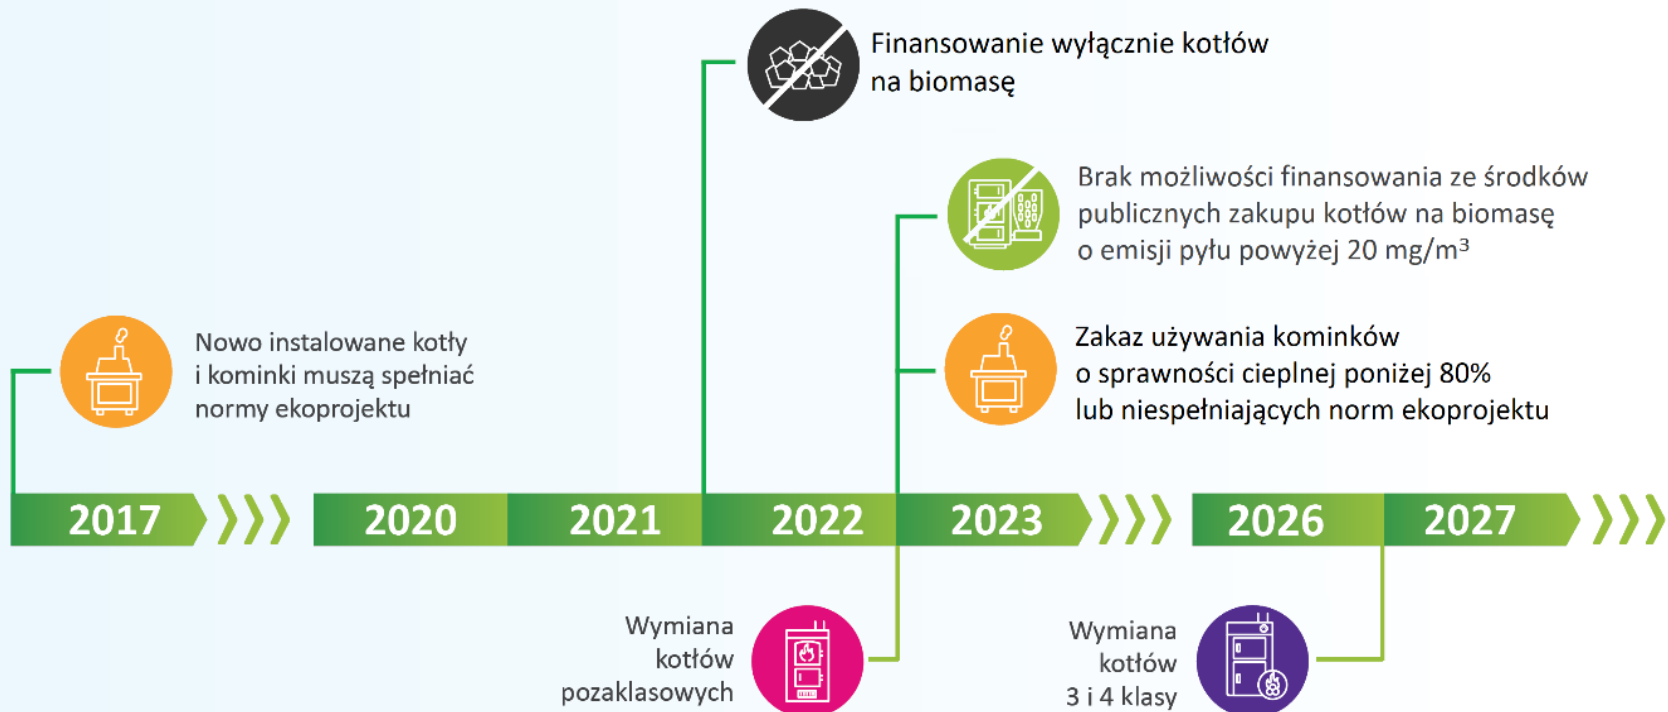 Finansowanie wyłącznie kotłów
na biomasę
Brak możliwości finansowania ze środków
publicznych zakupu kotłów na biomasę
o emisji pyłu powyżej 20 mg/m³
Nowo instalowane kotły
i kominki muszą spełniać
normy ekoprojektu
Zakaz używania kominków
o sprawności cieplnej poniżej 80%
lub niespełniających norm ekoprojektu
2017
2020
2021
2022
2023
2026
2027
Wymiana
kotłów
pozaklasowych
Wymiana
kotłów
3 i 4 klasy